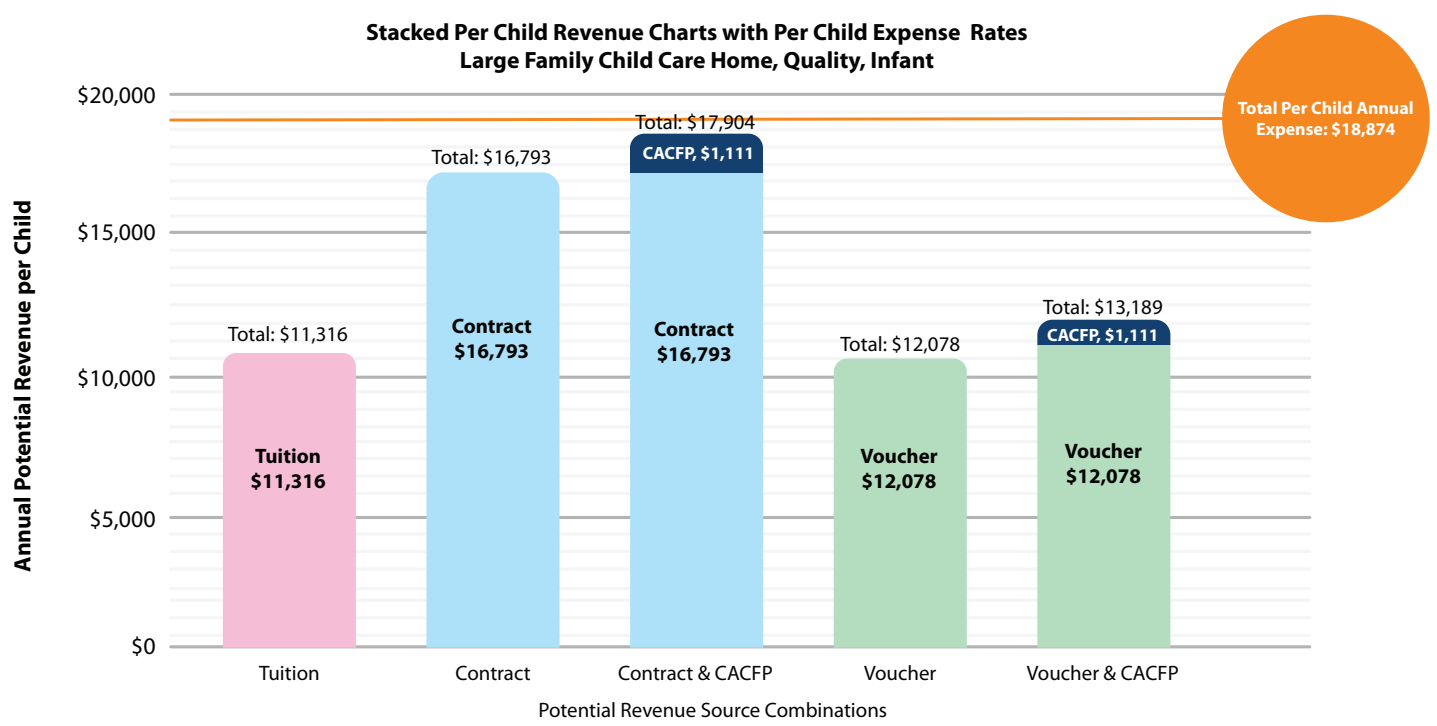 Stacked Per Child Revenue Charts with Per Child Expense Rates
Large Family Child Care Home, Quality, Infant
Total Per Child Annual
Expense: $18,874
Annual Potential Revenue per Child
$20,000
$15,000
$10,000
$5,000
$0
Total: $11,316
Tuition
$11,316
Total: $16,793
Contract
$16,793
Total: $17,904
CACFP, $1,111
Contract
$16,793
Total: $12,078
Voucher
$12,078
Total: $13,189
CACFP, $1,111
Voucher
$12,078
Tuition
Contract
Contract & CACFP
Voucher
Voucher & CACFP
Potential Revenue Source Combinations